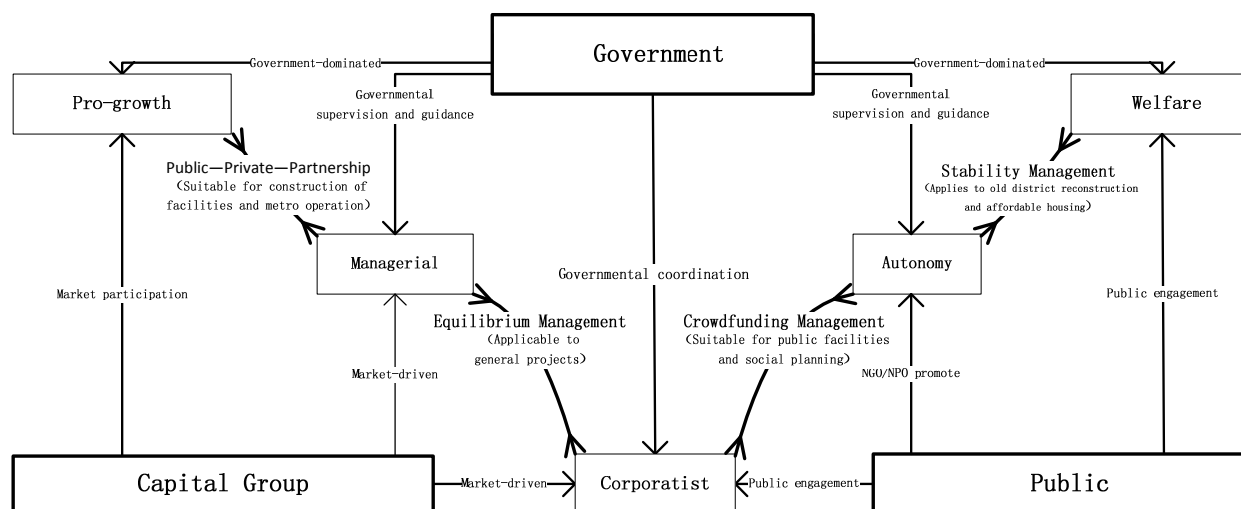 Government
Government-dominated
Government-dominated
Pro-growth
Governmental
supervision and guidance
Governmental
supervision and guidance
Welfare
Public—Private—Partnership
(Suitable for construction of
facilities and metro operation)
Stability Management
(Applies to old district reconstruction
and affordable housing)
Managerial
Autonomy
Governmental coordination
Market participation
Public engagement
Equilibrium Management
(Applicable to
general projects)
Crowdfunding Management
(Suitable for public facilities
and social planning)
Market-driven
NGO/NPO promote
Capital Group
Market-driven
Corporatist
Public engagement
Public